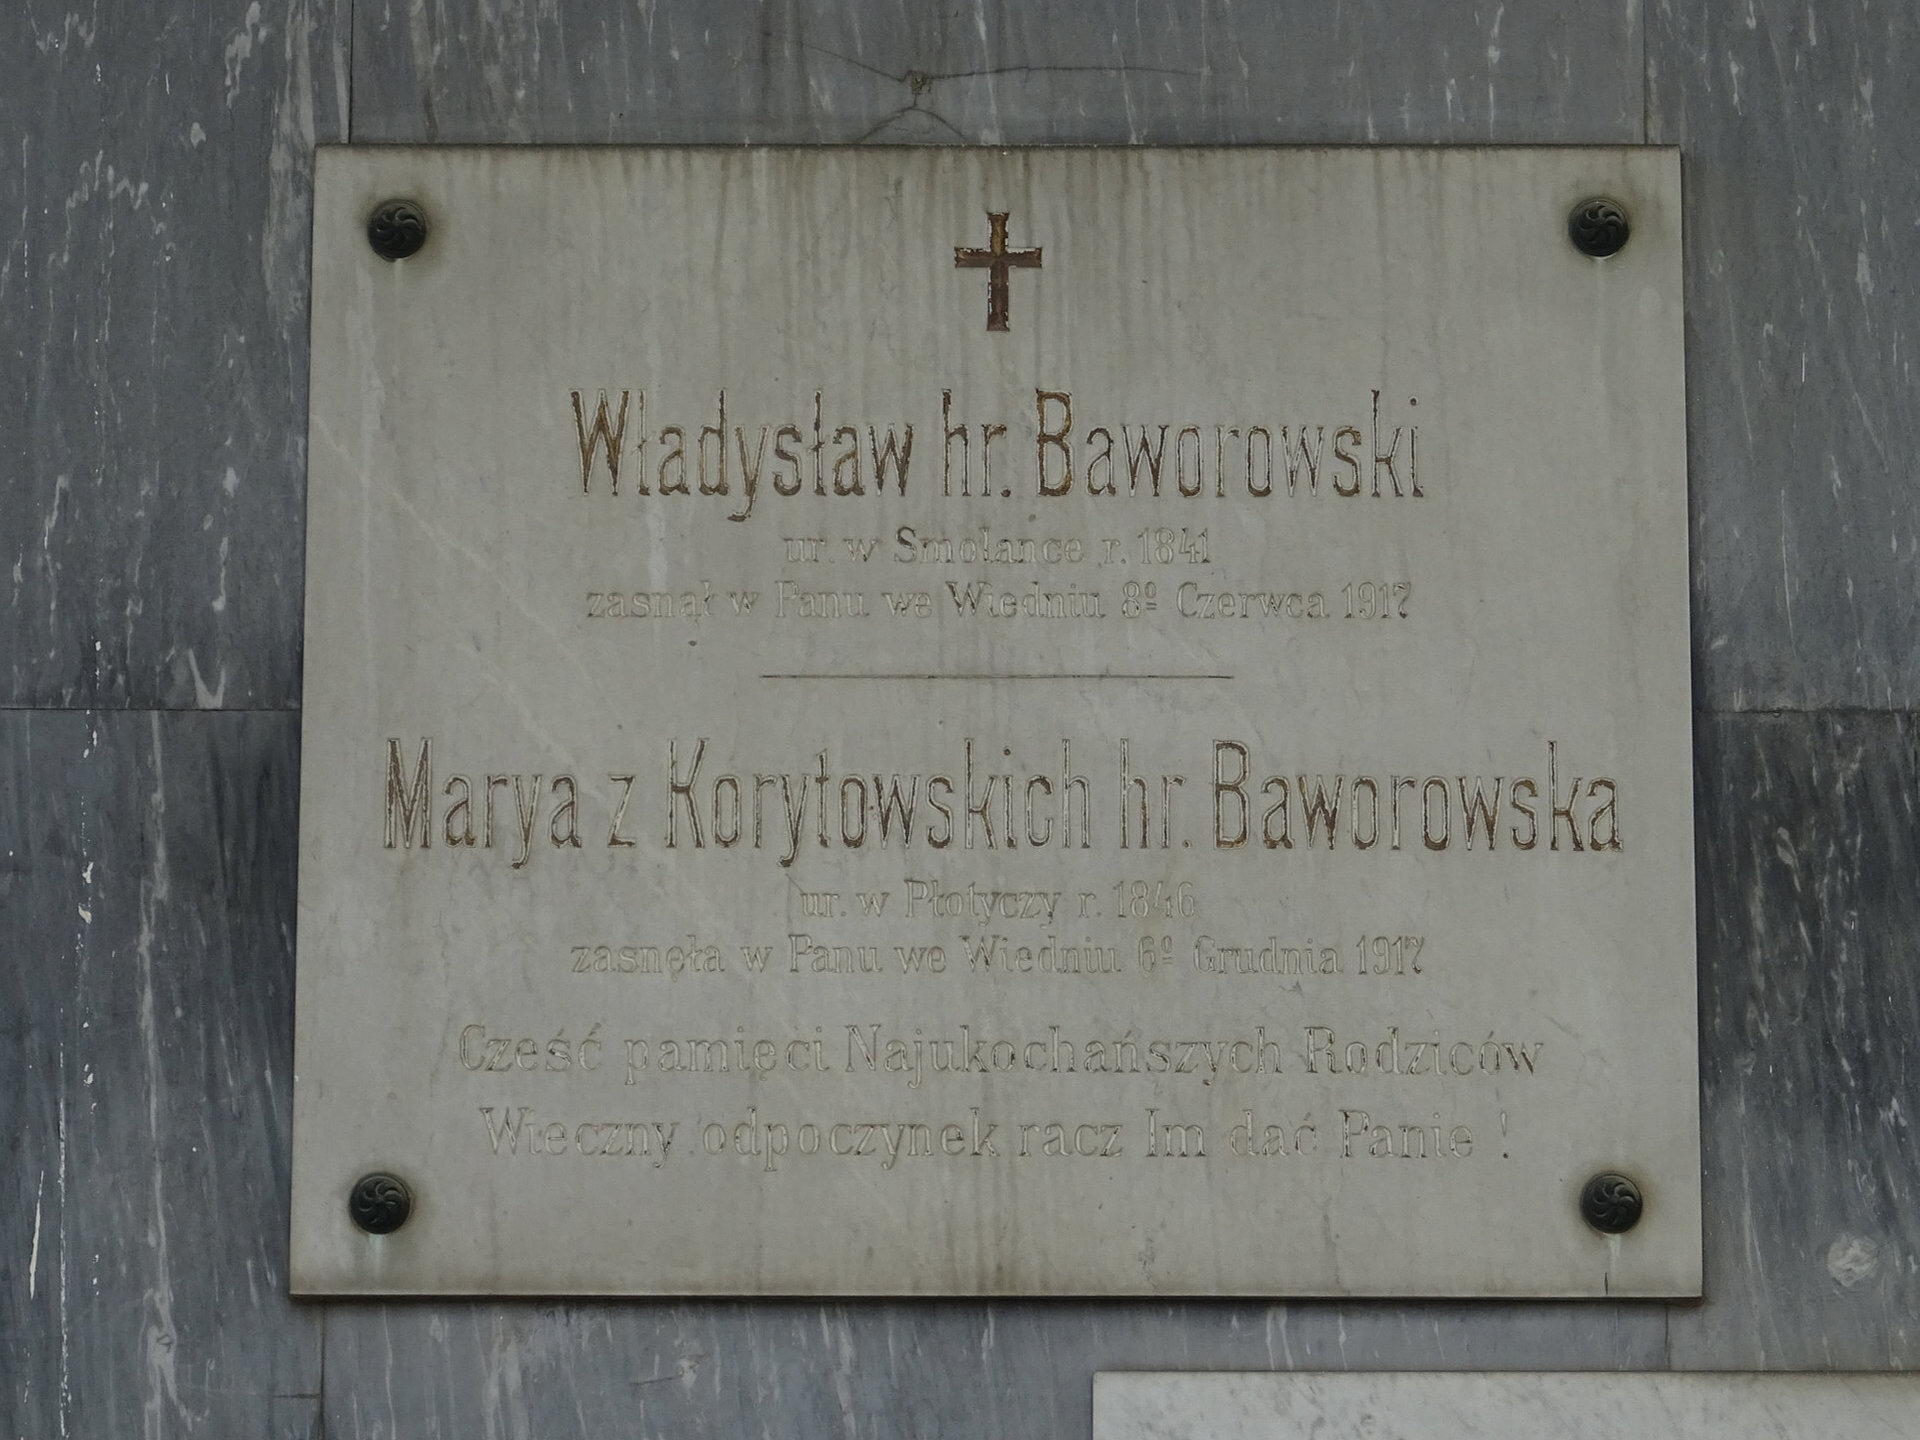 Władysław hr. Baworowski
ur. w Smolance r. 1841
zasnął w Panu we Wiedniu 8º Czerwca 1917
Marya z Korytowskich hr. Baworowska
ur. w Płotyczy r. 1846
zasnęła w Panu we Wiedniu 6º Grudnia 1917
Cześć pamięci Najukochańszych Rodziców
Wieczny odpoczynek racz Im dać Panie !